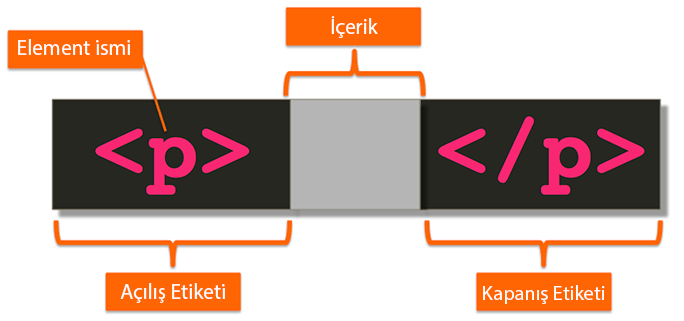 İçerik
Element ismi
<p>
</p>
Açılış Etiketi
Kapanış Etiketi